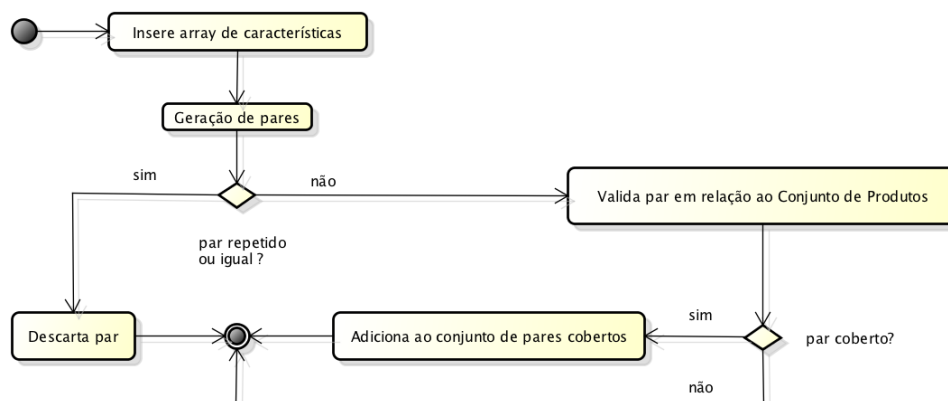 Insere array de característícas
Geração de pares
sim
não
Valida par em relação ao Conjunto de Produtos
par repetido
ou igual ?
Descarta par
Adiciona ao conjunto de pares cobertos
sim
par coberto?
não